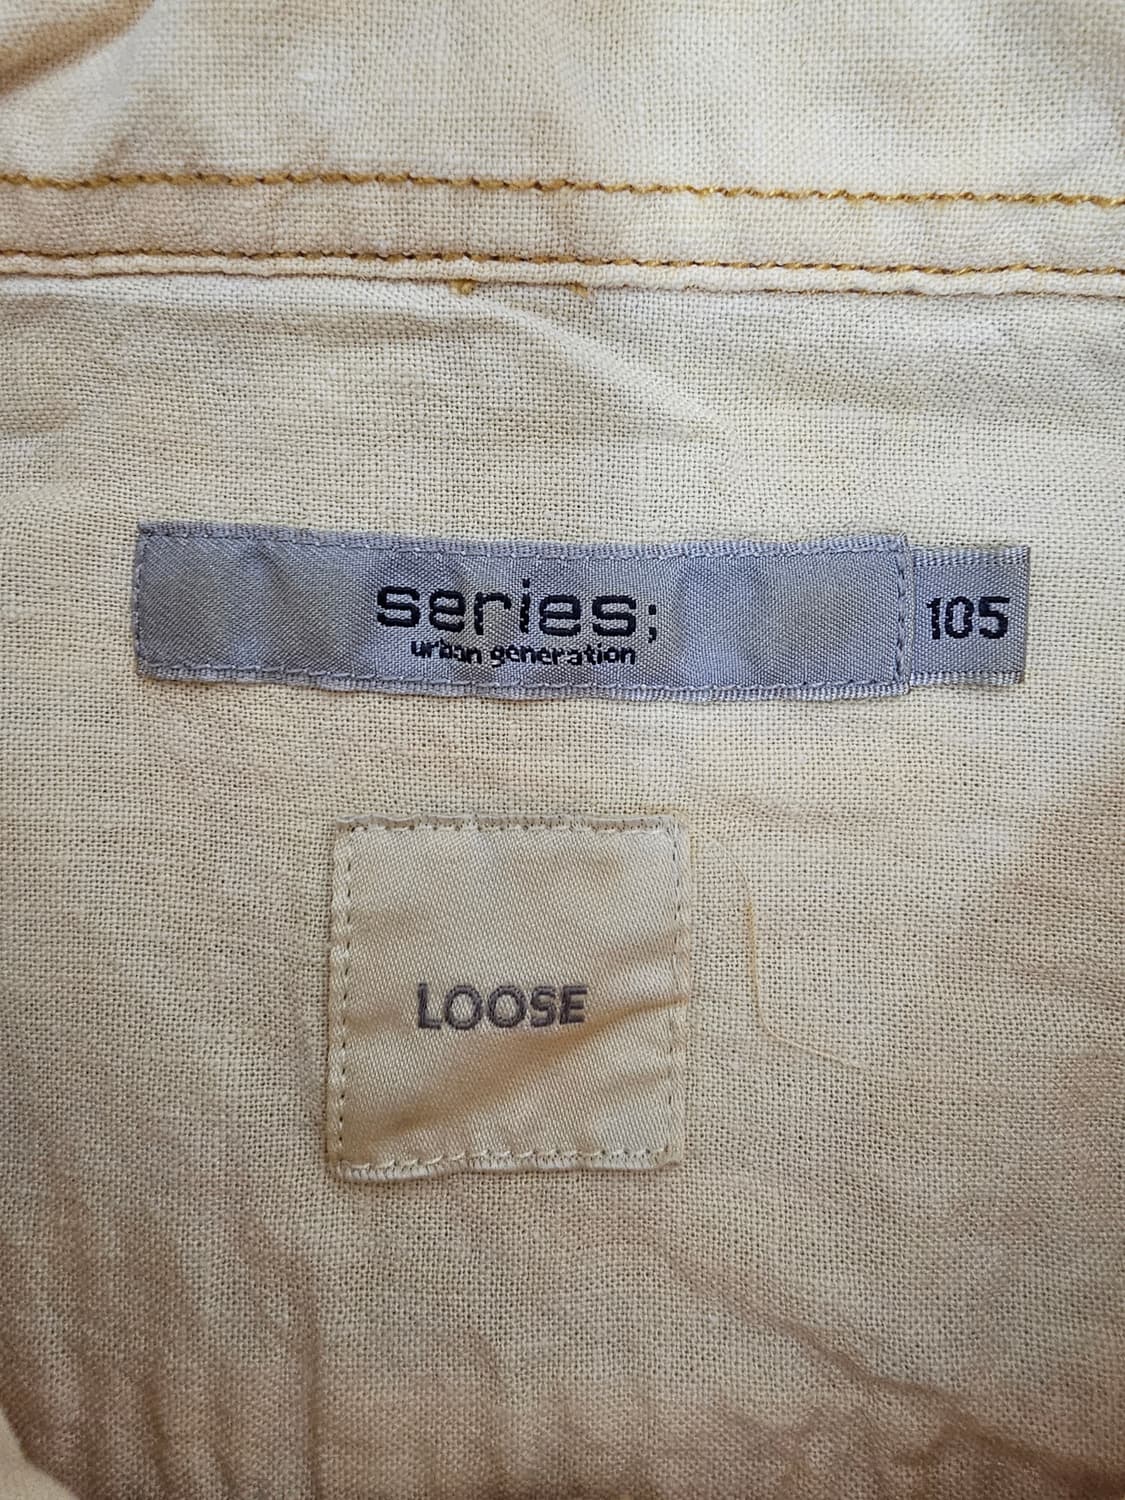 series;
urban generation
105
LOOSE